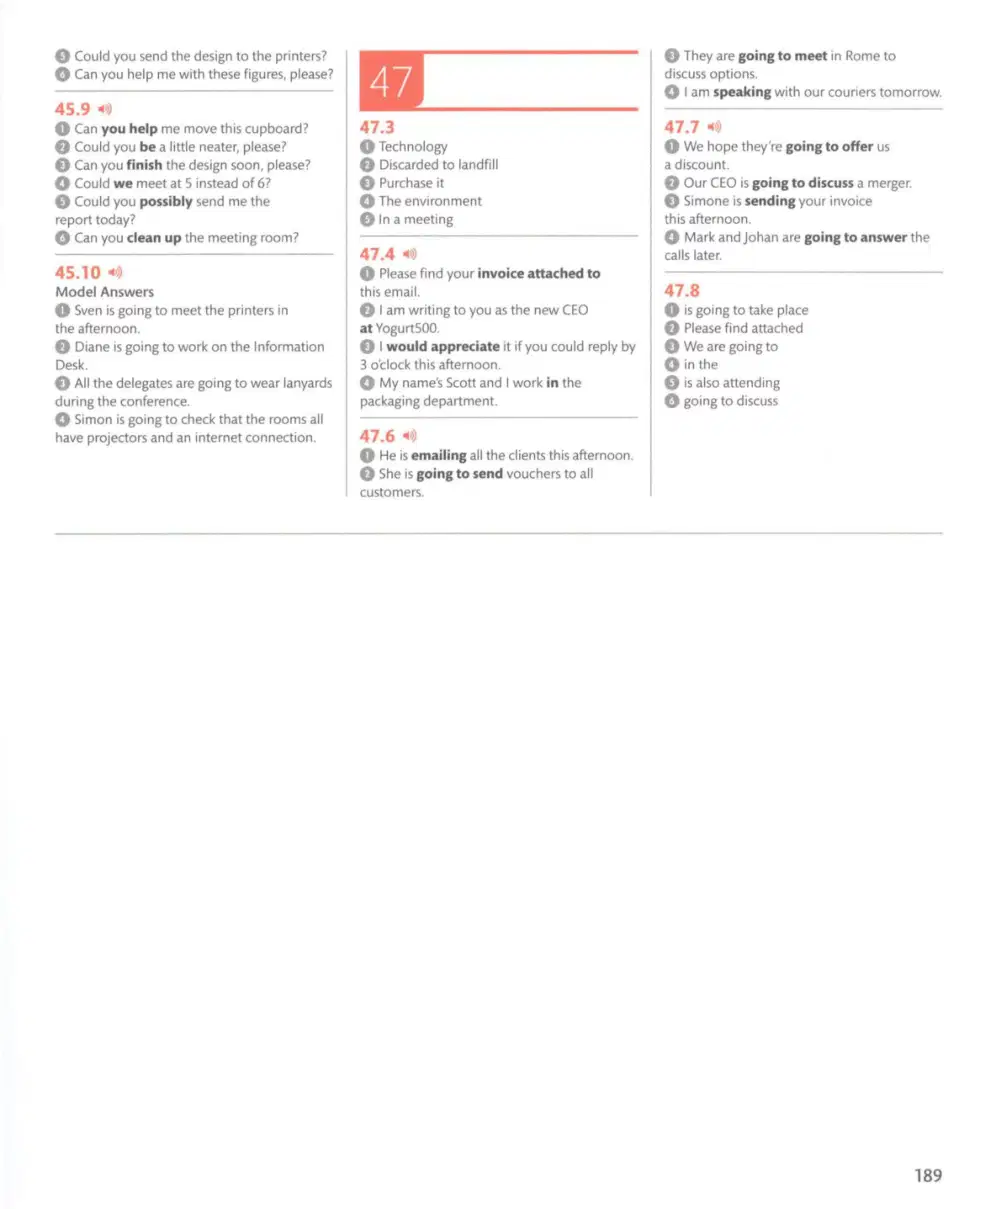 5 Could you send the design to the printers?
6 Can you help me with these figures, please?
45.9
1 Can you help me move this cupboard?
2 Could you be a little neater, please?
3 Can you finish the design soon, please?
4 Could we meet at 5 instead of 6?
5 Could you possibly send me the
report today?
6 Can you clean up the meeting room?
45.10
Model Answers
1 Sven is going to meet the printers in
the afternoon.
2 Diane is going to work on the Information
Desk.
3 All the delegates are going to wear lanyards
during the conference.
4 Simon is going to check that the rooms all
have projectors and an internet connection.
47
47.3
1 Technology
2 Discarded to landfill
3 Purchase it
4 The environment
5 In a meeting
47.4
1 Please find your invoice attached to
this email.
2 I am writing to you as the new CEO
at Yogurt500.
3 I would appreciate it if you could reply by
3 o'clock this afternoon.
4 My name's Scott and I work in the
packaging department.
47.6
1 He is emailing all the clients this afternoon.
2 She is going to send vouchers to all
customers.
3 They are going to meet in Rome to
discuss options.
4 I am speaking with our couriers tomorrow.
47.7
1 We hope they're going to offer us
a discount.
2 Our CEO is going to discuss a merger.
3 Simone is sending your invoice
this afternoon.
4 Mark and Johan are going to answer the
calls later.
47.8
1 is going to take place
2 Please find attached
3 We are going to
4 in the
5 is also attending
6 going to discuss
189